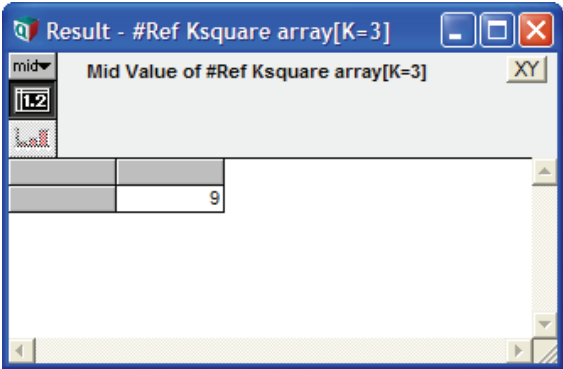 Result - #Ref Ksquare array[K=3]
mid
Mid Value of #Ref Ksquare array[K=3]
XY
1.2
9